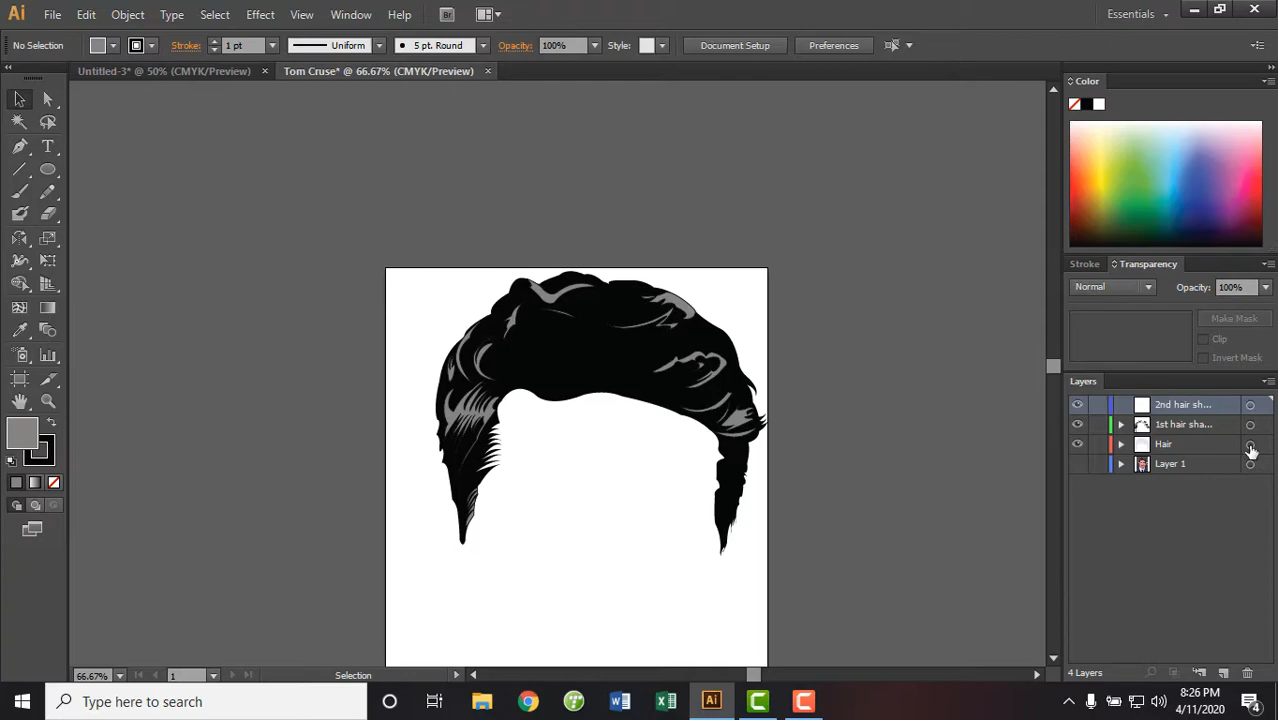 Ai File Edit Object Type Select Effect View Window Help Br Essentials
No Selection Stroke: 1 pt Uniform 5 pt. Round Opacity: 100% Style: Document Setup Preferences
Untitled-3* @ 50% (CMYK/Preview) × Tom Cruse* @ 66.67% (CMYK/Preview) ×
Color
Stroke Transparency
Normal Opacity: 100%
Make Mask
Clip
Invert Mask
Layers
2nd hair sh...
1st hair sha...
Hair
Layer 1
4 Layers
66.67% 1 Selection
Type here to search
Ai
8:26 PM
4/11/2020
4